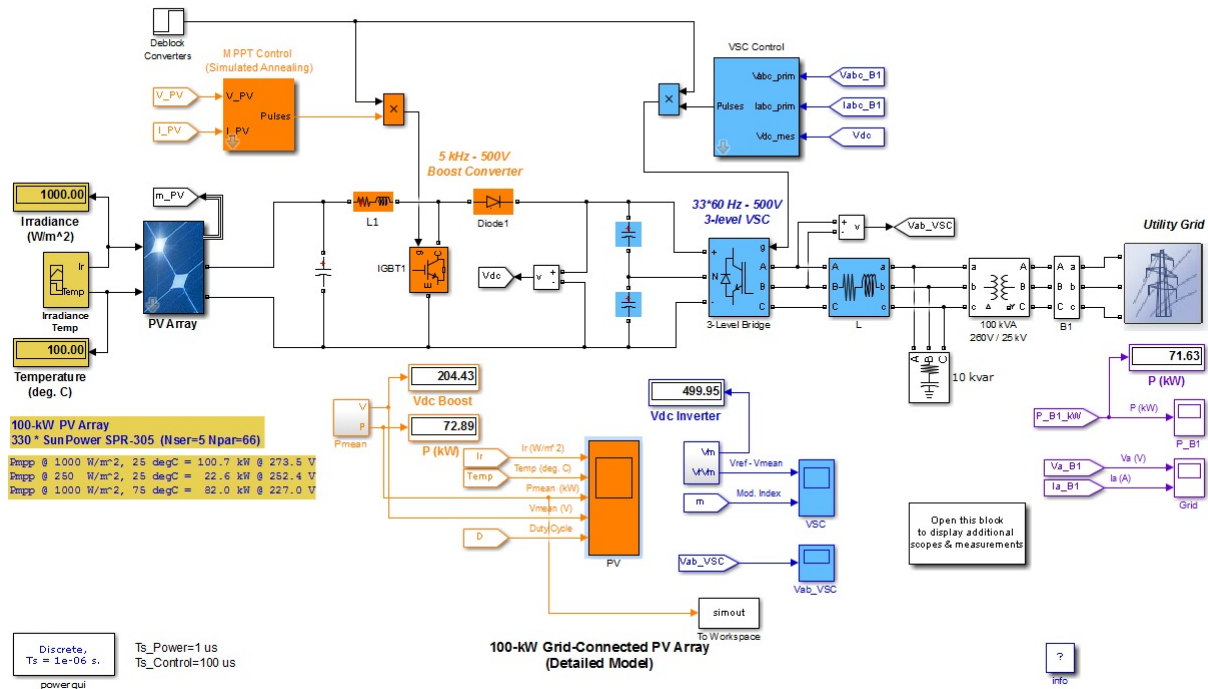 Deblock
Converters
MPPT Control
(Simulated Annealing)
V_PV
I_PV
V_PV
I_PV
Pulses
×
VSC Control
Vabc_prim
Iabc_prim
Vdc_mes
Pulses
×
Vabc_B1
Iabc_B1
Vdc
5 kHz - 500V
Boost Converter
1000.00
Irradiance
(W/m^2)
m_PV
Ir
Temp
Irradiance
Temp
PV Array
100.00
Temperature
(deg. C)
L1
Diode1
IGBT1
g
C
E
Vdc
+
v
-
33*60 Hz - 500V
3-level VSC
+
N
-
g
A
B
C
3-Level Bridge
+
v
-
Vab_VSC
A
B
C
a
b
c
L
A
B
C
10 kvar
a
b
c
A
B
C
100 kVA
260V / 25 kV
A
B
C
a
b
c
B1
Utility Grid
204.43
Vdc Boost
V
P
Pmean
72.89
P (kW)
499.95
Vdc Inverter
71.63
P (kW)
100-kW PV Array
330 * SunPower SPR-305 (Nser=5 Npar=66)
Pmpp @ 1000 W/m^2, 25 degC = 100.7 kW @ 273.5 V
Pmpp @ 250 W/m^2, 25 degC = 22.6 kW @ 252.4 V
Pmpp @ 1000 W/m^2, 75 degC = 82.0 kW @ 227.0 V
Ir
Temp
D
Ir (W/m^2)
Temp (deg. C)
Pmean (kW)
Vmean (V)
Duty Cycle
PV
Vm
Vref - Vmean
m
Mod. Index
VSC
Vab_VSC
Vab_VSC
P_B1_kW
P (kW)
P_B1
Va_B1
Va (V)
Ia_B1
Ia (A)
Grid
Open this block
to display additional
scopes & measurements
simout
To Workspace
100-kW Grid-Connected PV Array
(Detailed Model)
Discrete,
Ts = 1e-06 s.
powergui
Ts_Power=1 us
Ts_Control=100 us
?
info